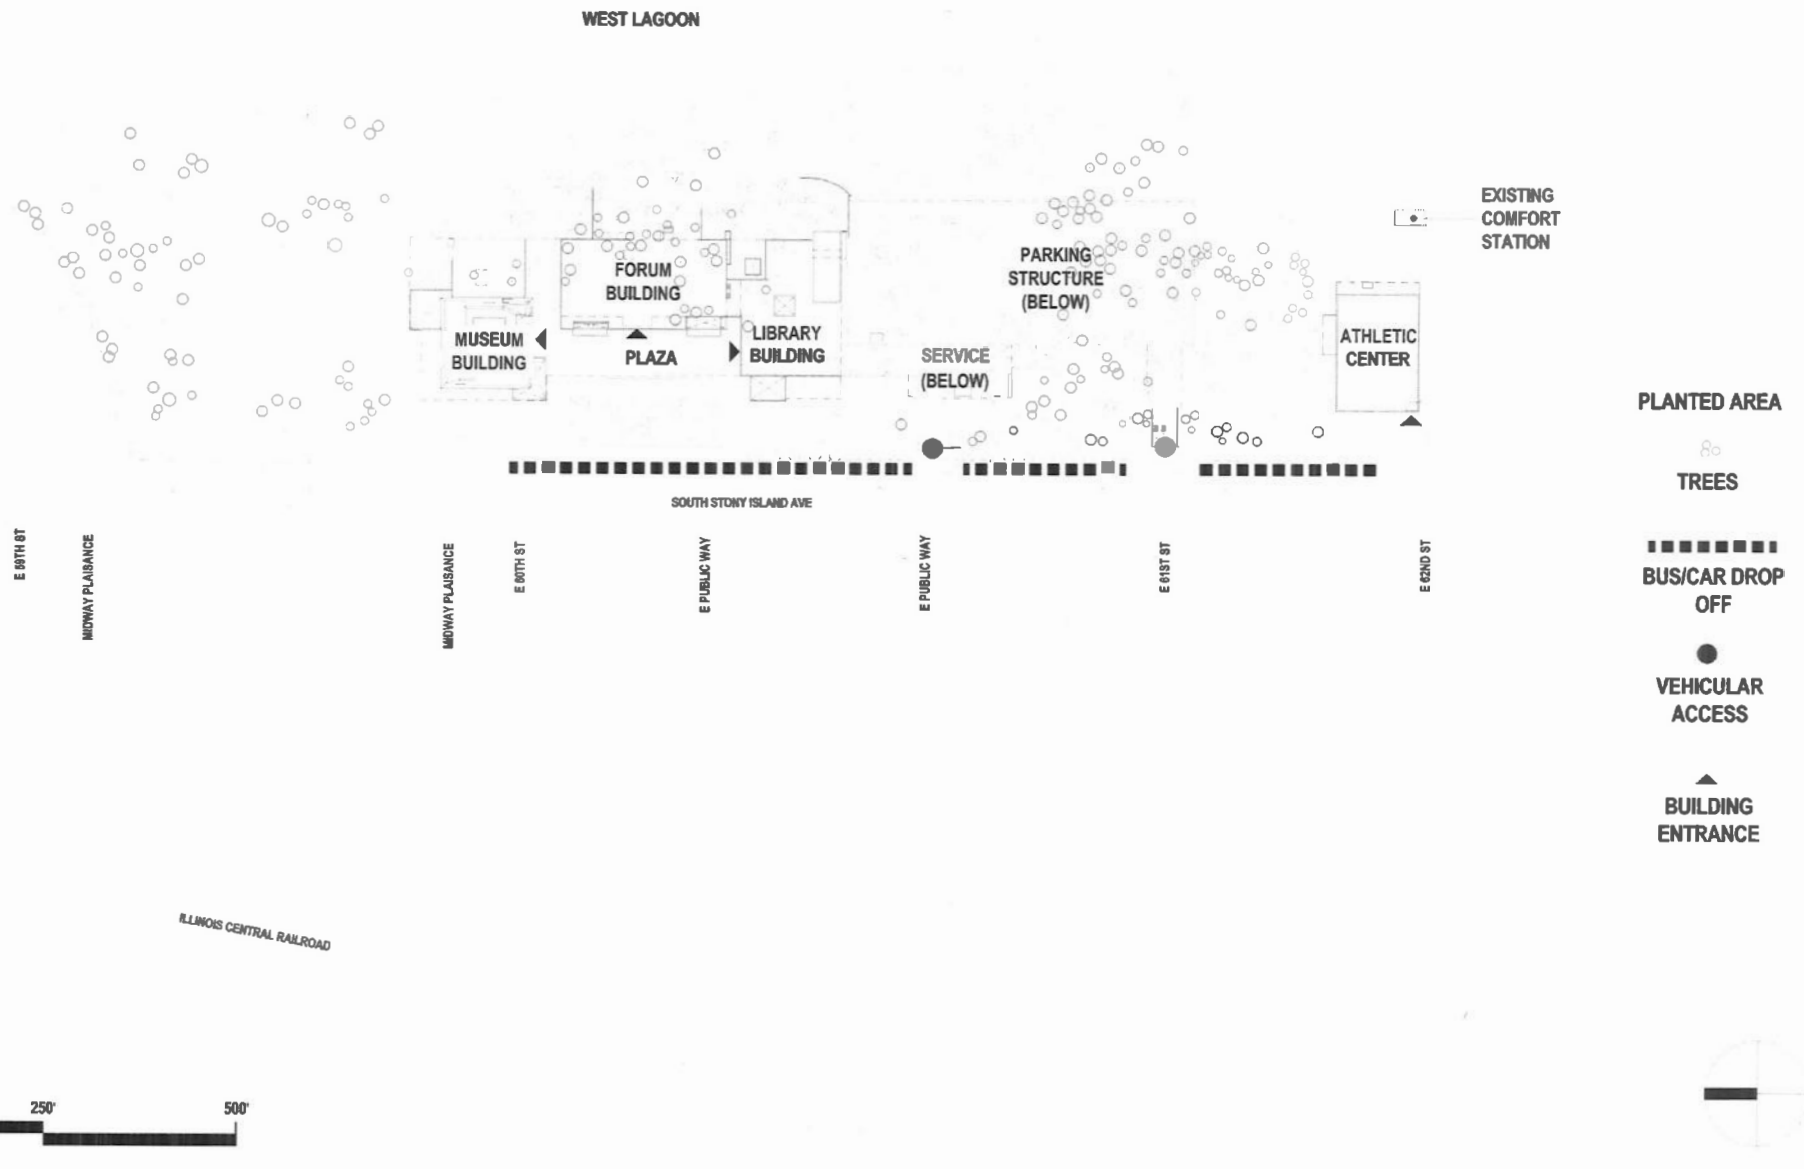 WEST LAGOON
EXISTING
COMFORT
STATION
FORUM
BUILDING
PARKING
STRUCTURE
(BELOW)
MUSEUM
BUILDING
PLAZA
LIBRARY
BUILDING
SERVICE
(BELOW)
ATHLETIC
CENTER
PLANTED AREA
TREES
BUS/CAR DROP
OFF
VEHICULAR
ACCESS
BUILDING
ENTRANCE
SOUTH STONY ISLAND AVE
E 59TH ST
MIDWAY PLAISANCE
MIDWAY PLAISANCE
E 60TH ST
E PUBLIC WAY
E PUBLIC WAY
E 61ST ST
E 62ND ST
ILLINOIS CENTRAL RAILROAD
250'
500'